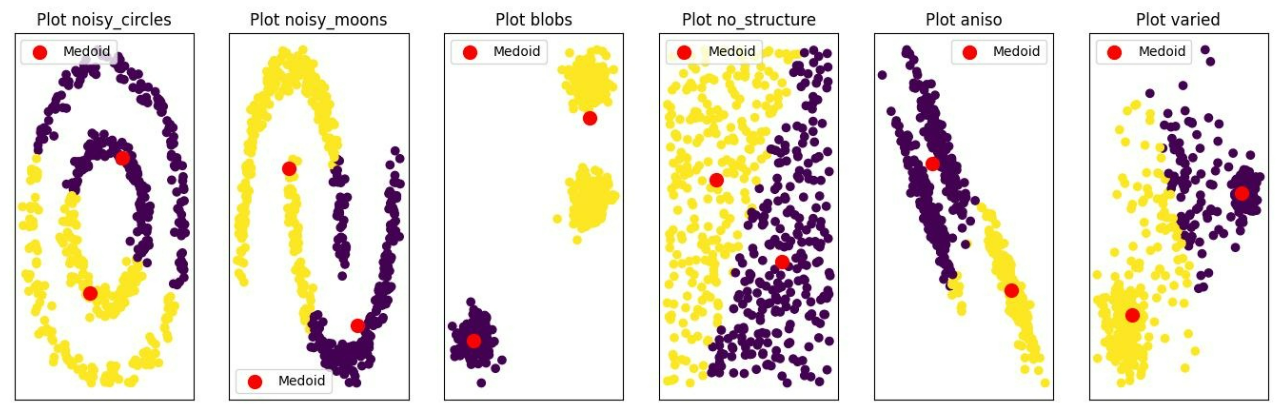 Plot noisy_circles
Medoid
Plot noisy_moons
Medoid
Plot blobs
Medoid
Plot no_structure
Medoid
Plot aniso
Medoid
Plot varied
Medoid